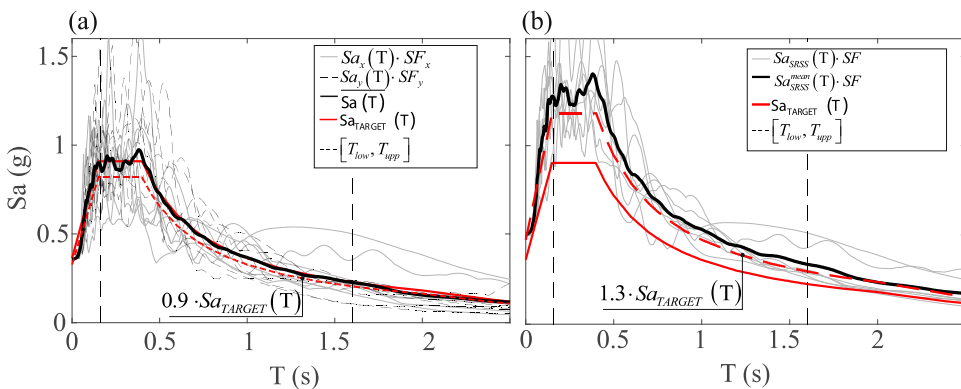 (a)
(b)
1.5
1
0.5
0
Sa (g)
Sa_x(T)·SF_x
Sa_y(T)·SF_y
Sa (T)
Sa_TARGET (T)
[T_low, T_upp]
0.9·Sa_TARGET(T)
0 0.5 1 1.5 2
T (s)
Sa_SRSS(T)·SF
Sa_SRSS^mean(T)·SF
Sa_TARGET (T)
[T_low, T_upp]
1.3·Sa_TARGET(T)
0 0.5 1 1.5 2
T (s)